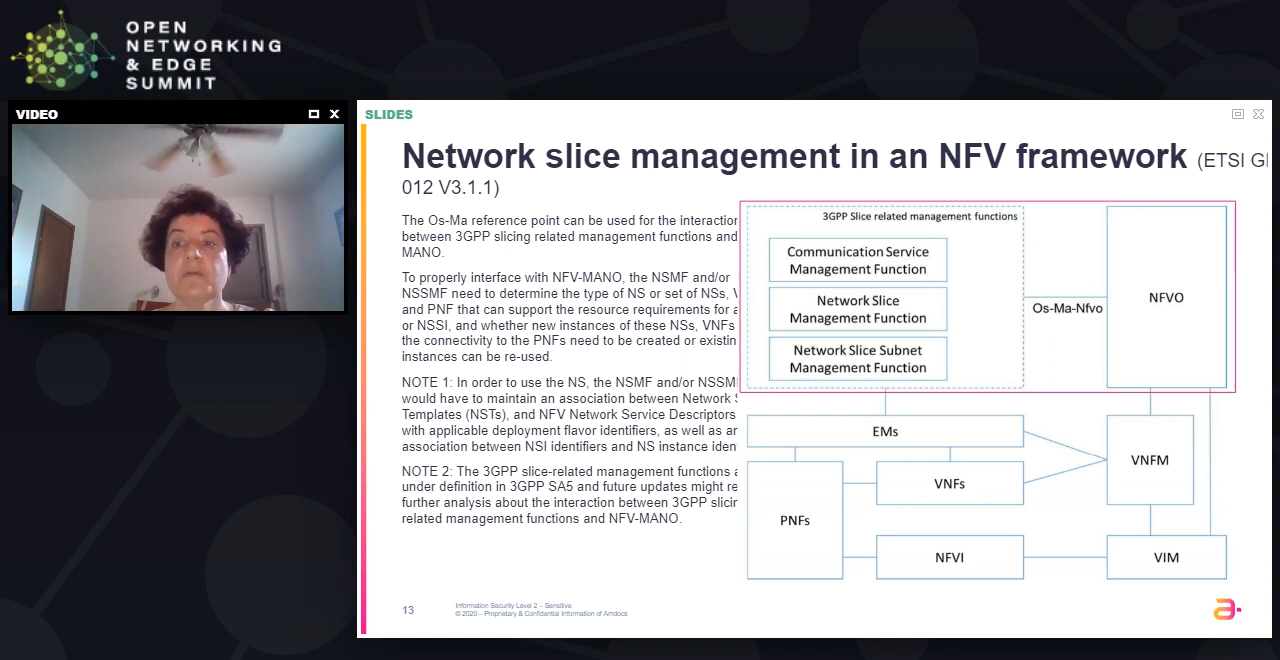 OPEN
NETWORKING
& EDGE
SUMMIT
VIDEO
SLIDES
Network slice management in an NFV framework (ETSI
012 V3.1.1)
The Os-Ma reference point can be used for the interaction
between 3GPP slicing related management functions and
MANO.
To properly interface with NFV-MANO, the NSMF and/or
NSSMF need to determine the type of NS or set of NSs,
and PNF that can support the resource requirements for
or NSSI, and whether new instances of these NSs, VNFs
the connectivity to the PNFs need to be created or
instances can be re-used.
NOTE 1: In order to use the NS, the NSMF and/or
would have to maintain an association between Network
Templates (NSTs), and NFV Network Service Descriptors
with applicable deployment flavor identifiers, as well as
association between NSI identifiers and NS instance
NOTE 2: The 3GPP slice-related management functions
under definition in 3GPP SA5 and future updates might
further analysis about the interaction between 3GPP
related management functions and NFV-MANO.
3GPP Slice related management functions
Communication Service
Management Function
Network Slice
Management Function
Network Slice Subnet
Management Function
Os-Ma-Nfvo
NFVO
EMs
VNFM
VNFs
PNFs
NFVI
VIM
13
Information Security Level 2 – Sensitive
© 2020 – Proprietary & Confidential Information of Amdocs